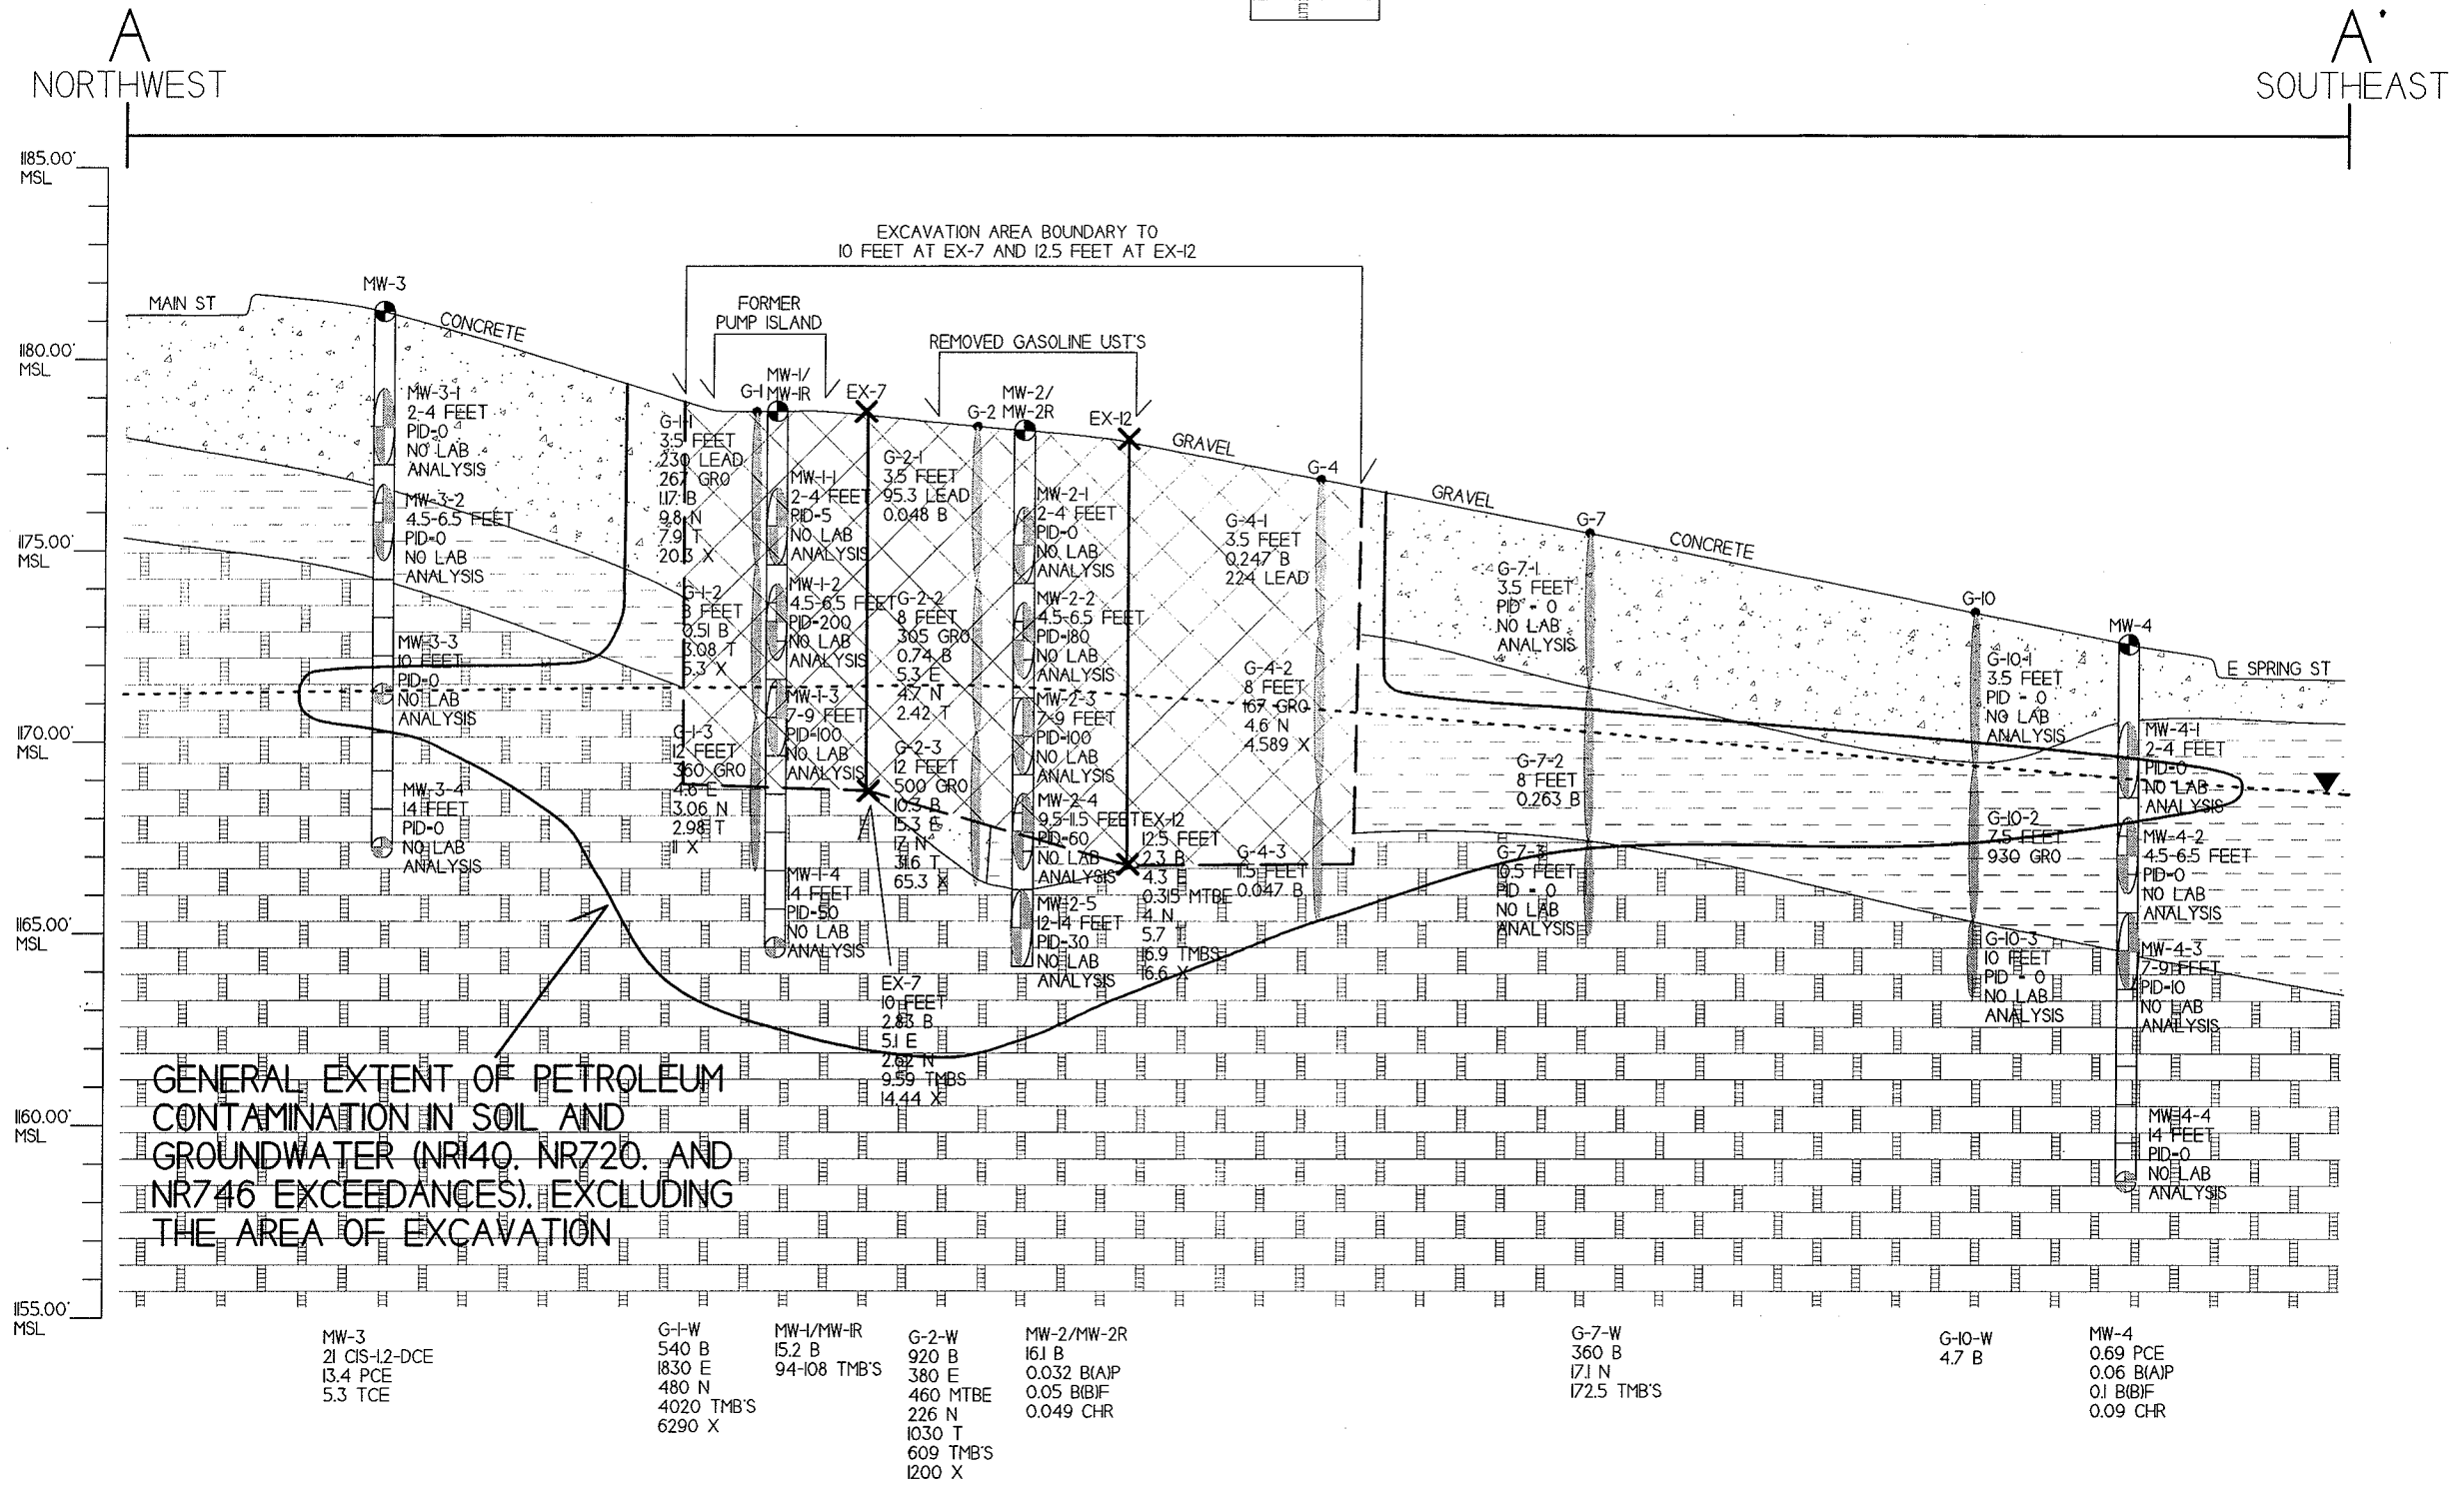 A
NORTHWEST
A'
SOUTHEAST
1185.00'
MSL
1180.00'
MSL
1175.00'
MSL
1170.00'
MSL
1165.00'
MSL
1160.00'
MSL
1155.00'
MSL
EXCAVATION AREA BOUNDARY TO
10 FEET AT EX-7 AND 12.5 FEET AT EX-12
MAIN ST
MW-3
CONCRETE
FORMER
PUMP ISLAND
REMOVED GASOLINE UST'S
G-1
MW-1/
MW-1R
EX-7
G-2
MW-2/
MW-2R
EX-12
GRAVEL
G-4
GRAVEL
G-7
CONCRETE
G-10
MW-4
E SPRING ST
MW-3-1
2-4 FEET
PID=0
NO LAB
ANALYSIS
MW-3-2
4.5-6.5 FEET
PID=0
NO LAB
ANALYSIS
MW-3-3
10 FEET
PID=0
NO LAB
ANALYSIS
MW-3-4
14 FEET
PID=0
NO LAB
ANALYSIS
G-1-1
3.5 FEET
230 LEAD
267 GRO
1.17 B
9.8 N
7.9 T
20.3 X
G-1-2
8 FEET
0.51 B
3.08 T
5.3 X
G-1-3
12 FEET
360 GRO
4.6 E
3.06 N
2.98 T
11 X
MW-1-1
2-4 FEET
PID=5
NO LAB
ANALYSIS
MW-1-2
4.5-6.5 FEET
PID=200
NO LAB
ANALYSIS
MW-1-3
7-9 FEET
PID=100
NO LAB
ANALYSIS
MW-1-4
14 FEET
PID=50
NO LAB
ANALYSIS
G-2-1
3.5 FEET
95.3 LEAD
0.048 B
G-2-2
8 FEET
305 GRO
0.74 B
5.3 E
4.7 N
2.42 T
G-2-3
12 FEET
500 GRO
10.3 B
15.3 E
17 N
31.6 T
65.3 X
EX-7
10 FEET
2.83 B
5.1 E
2.62 N
9.59 TMBS
14.44 X
MW-2-1
2-4 FEET
PID=0
NO LAB
ANALYSIS
MW-2-2
4.5-6.5 FEET
PID=180
NO LAB
ANALYSIS
MW-2-3
7-9 FEET
PID=100
NO LAB
ANALYSIS
MW-2-4
9.5-11.5 FEET
PID=60
NO LAB
ANALYSIS
MW-2-5
12-14 FEET
PID=30
NO LAB
ANALYSIS
EX-12
12.5 FEET
2.3 B
4.3 E
0.315 MTBE
4 N
5.7
16.9 TMBS
16.6 X
G-4-1
3.5 FEET
0.247 B
224 LEAD
G-4-2
8 FEET
167 GRO
4.6 N
4.589 X
G-4-3
11.5 FEET
0.047 B
G-7-1
3.5 FEET
PID = 0
NO LAB
ANALYSIS
G-7-2
8 FEET
0.263 B
G-7-3
10.5 FEET
PID = 0
NO LAB
ANALYSIS
G-10-1
3.5 FEET
PID = 0
NO LAB
ANALYSIS
G-10-2
7.5 FEET
930 GRO
G-10-3
10 FEET
PID = 0
NO LAB
ANALYSIS
MW-4-1
2-4 FEET
PID=0
NO LAB
ANALYSIS
MW-4-2
4.5-6.5 FEET
PID=0
NO LAB
ANALYSIS
MW-4-3
7-9 FEET
PID=10
NO LAB
ANALYSIS
MW-4-4
14 FEET
PID=0
NO LAB
ANALYSIS
GENERAL EXTENT OF PETROLEUM
CONTAMINATION IN SOIL AND
GROUNDWATER (NR140, NR720, AND
NR746 EXCEEDANCES), EXCLUDING
THE AREA OF EXCAVATION
MW-3
21 CIS-1,2-DCE
13.4 PCE
5.3 TCE
G-1-W
540 B
1830 E
480 N
4020 TMB'S
6290 X
MW-1/MW-1R
15.2 B
94-108 TMB'S
G-2-W
920 B
380 E
460 MTBE
226 N
1030 T
609 TMB'S
1200 X
MW-2/MW-2R
16.1 B
0.032 B(A)P
0.05 B(B)F
0.049 CHR
G-7-W
360 B
17.1 N
172.5 TMB'S
G-10-W
4.7 B
MW-4
0.69 PCE
0.06 B(A)P
0.1 B(B)F
0.09 CHR